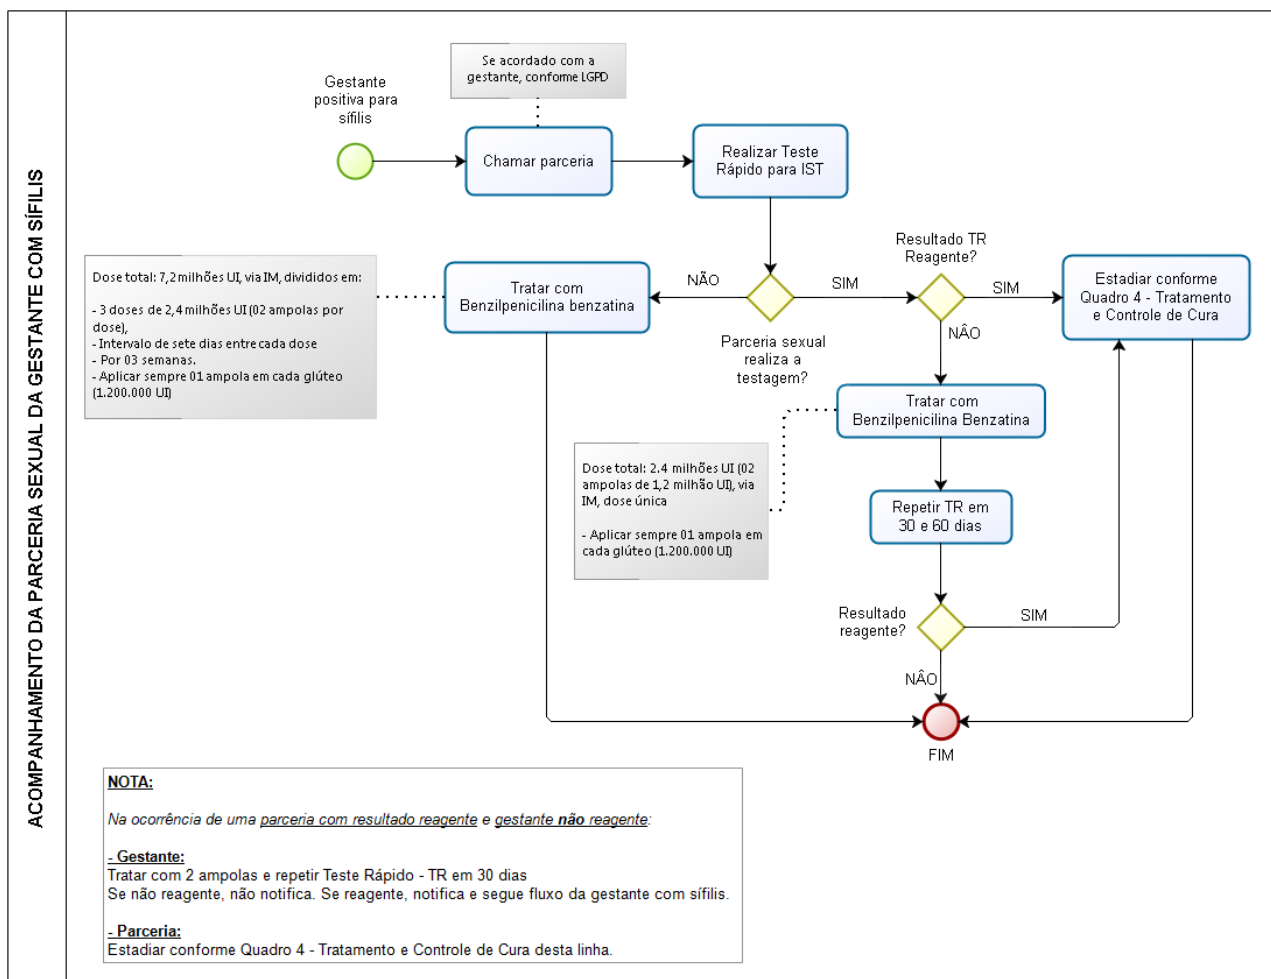 ACOMPANHAMENTO DA PARCERIA SEXUAL DA GESTANTE COM SÍFILIS
Gestante
positiva para
sífilis
Se acordado com a
gestante, conforme LGPD
Chamar parceria
Realizar Teste
Rápido para IST
Parceria sexual
realiza a
testagem?
NÃO
SIM
Tratar com
Benzilpenicilina benzatina
Dose total: 7,2 milhões UI, via IM, divididos em:
- 3 doses de 2,4 milhões UI (02 ampolas por
dose),
- Intervalo de sete dias entre cada dose
- Por 03 semanas.
- Aplicar sempre 01 ampola em cada glúteo
(1.200.000 UI)
Resultado TR
Reagente?
SIM
NÂO
Estadiar conforme
Quadro 4 - Tratamento
e Controle de Cura
Tratar com
Benzilpenicilina Benzatina
Dose total: 2.4 milhões UI (02
ampolas de 1,2 milhão UI), via
IM, dose única
- Aplicar sempre 01 ampola em
cada glúteo (1.200.000 UI)
Repetir TR em
30 e 60 dias
Resultado
reagente?
SIM
NÂO
FIM
NOTA:
Na ocorrência de uma parceria com resultado reagente e gestante não reagente:
- Gestante:
Tratar com 2 ampolas e repetir Teste Rápido - TR em 30 dias
Se não reagente, não notifica. Se reagente, notifica e segue fluxo da gestante com sífilis.
- Parceria:
Estadiar conforme Quadro 4 - Tratamento e Controle de Cura desta linha.